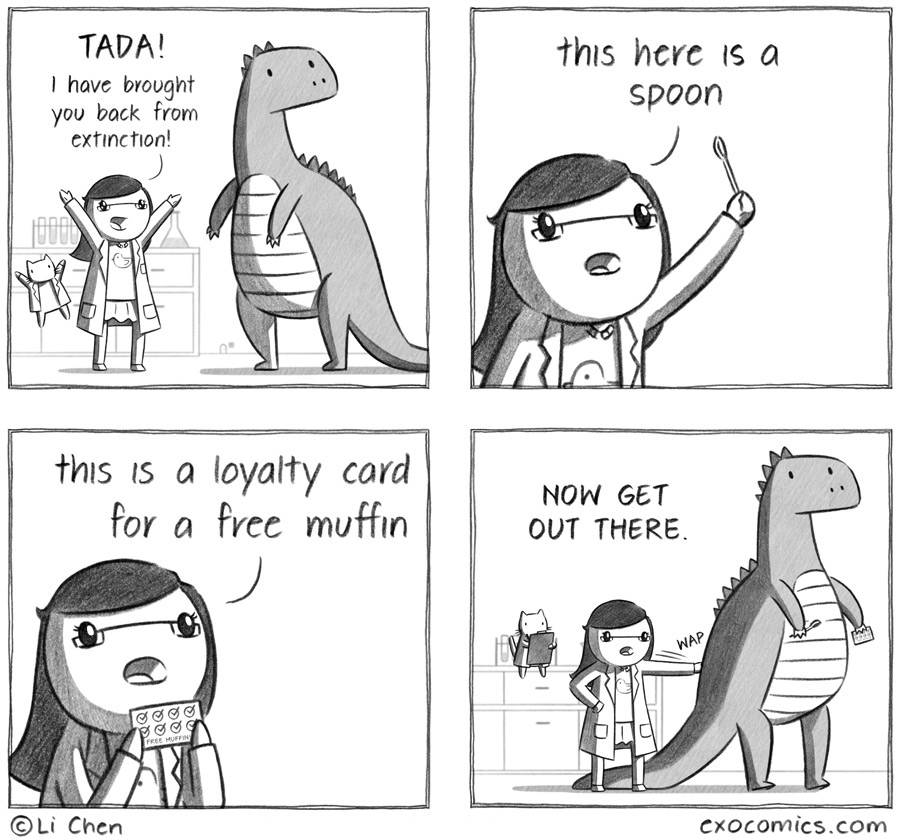 TADA!
I have brought
you back from
extinction!
this here is a
spoon
this is a loyalty card
for a free muffin
FREE MUFFIN
NOW GET
OUT THERE.
WAP
© Li Chen
exocomics.com